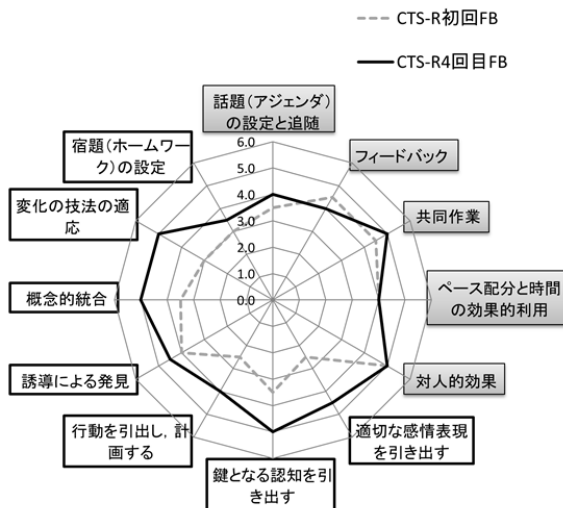 CTS-R初回FB
CTS-R4回目FB
話題(アジェンダ)
の設定と追随
フィードバック
共同作業
ペース配分と時間
の効果的利用
対人的効果
適切な感情表現
を引き出す
鍵となる認知を引
き出す
行動を引出し，計
画する
誘導による発見
概念的統合
変化の技法の適
応
宿題(ホームワー
ク)の設定
6.0
5.0
4.0
3.0
2.0
1.0
0.0